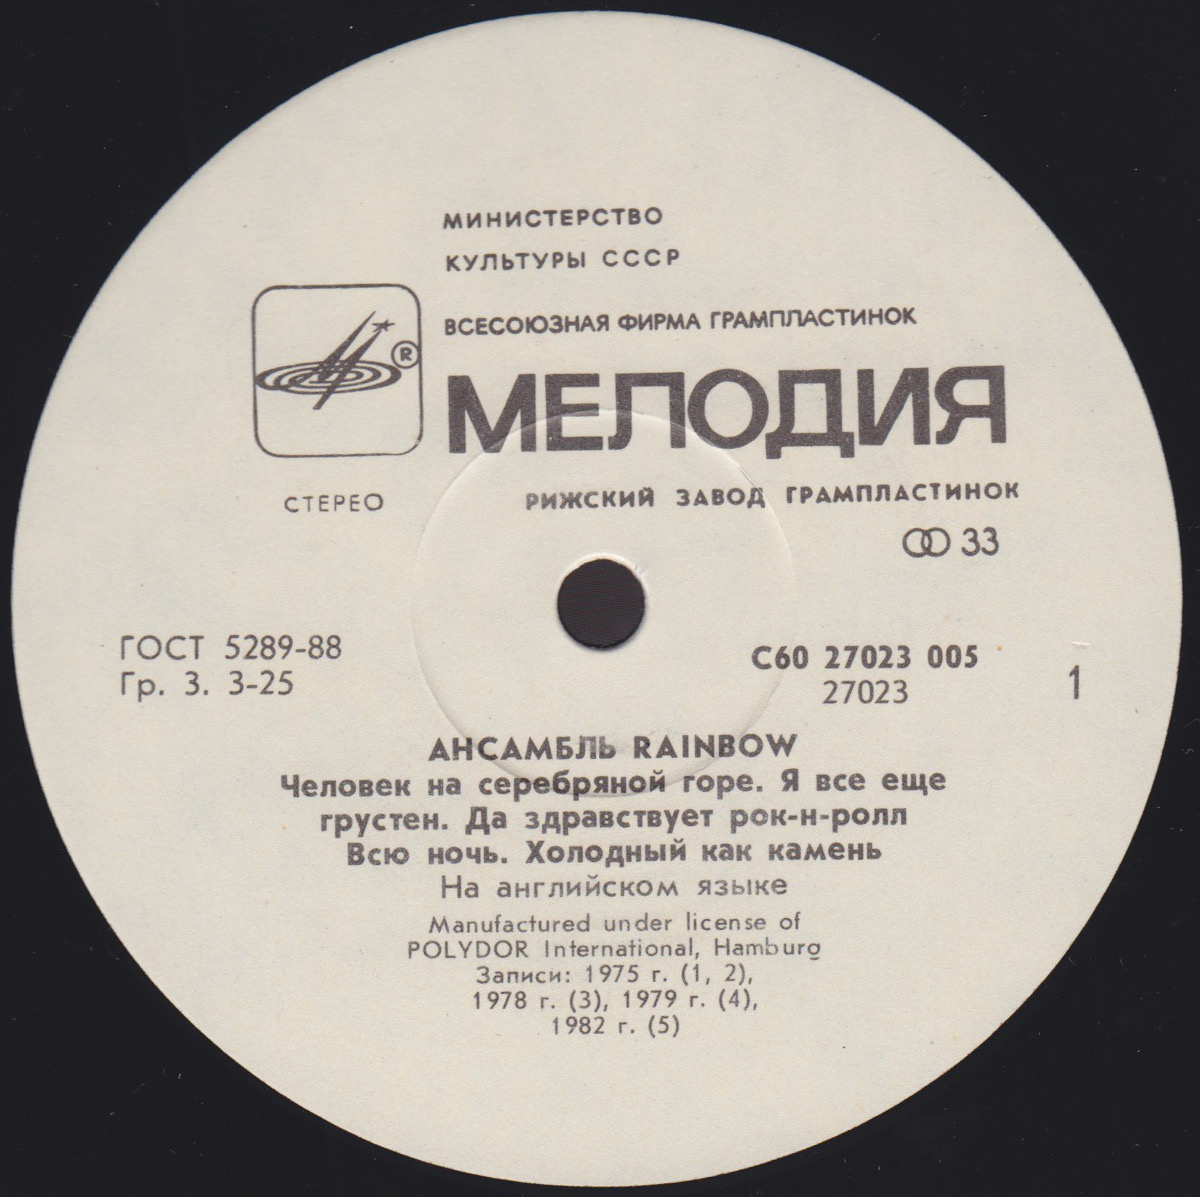 МИНИСТЕРСТВО
КУЛЬТУРЫ СССР
ВСЕСОЮЗНАЯ ФИРМА ГРАМПЛАСТИНОК
®
МЕЛОДИЯ
СТЕРЕО
РИЖСКИЙ ЗАВОД ГРАМПЛАСТИНОК
33
ГОСТ 5289-88
Гр. 3. 3-25
С60 27023 005
27023
1
АНСАМБЛЬ RAINBOW
Человек на серебряной горе. Я все еще
грустен. Да здравствует рок-н-ролл
Всю ночь. Холодный как камень
На английском языке
Manufactured under license of
POLYDOR International, Hamburg
Записи: 1975 г. (1, 2),
1978 г. (3), 1979 г. (4),
1982 г. (5)